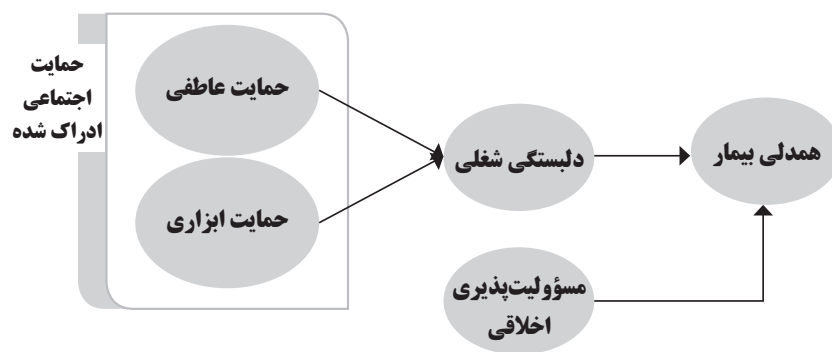 حمایت
اجتماعی
ادراک شده
حمایت عاطفی
حمایت ابزاری
دلبستگی شغلی
همدلی بیمار
مسؤولیت‌پذیری
اخلاقی